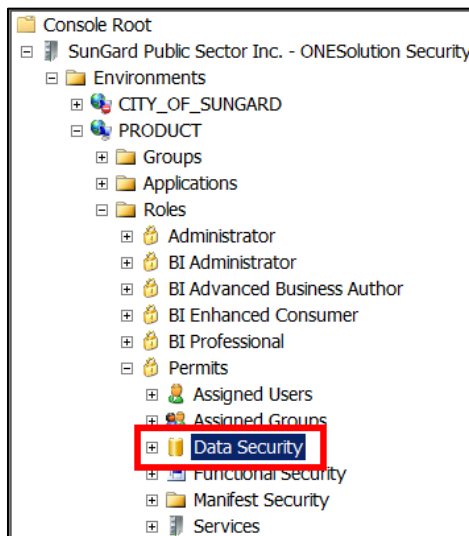 Console Root
SunGard Public Sector Inc. - ONESolution Security
Environments
CITY_OF_SUNGARD
PRODUCT
Groups
Applications
Roles
Administrator
BI Administrator
BI Advanced Business Author
BI Enhanced Consumer
BI Professional
Permits
Assigned Users
Assigned Groups
Data Security
Functional Security
Manifest Security
Services